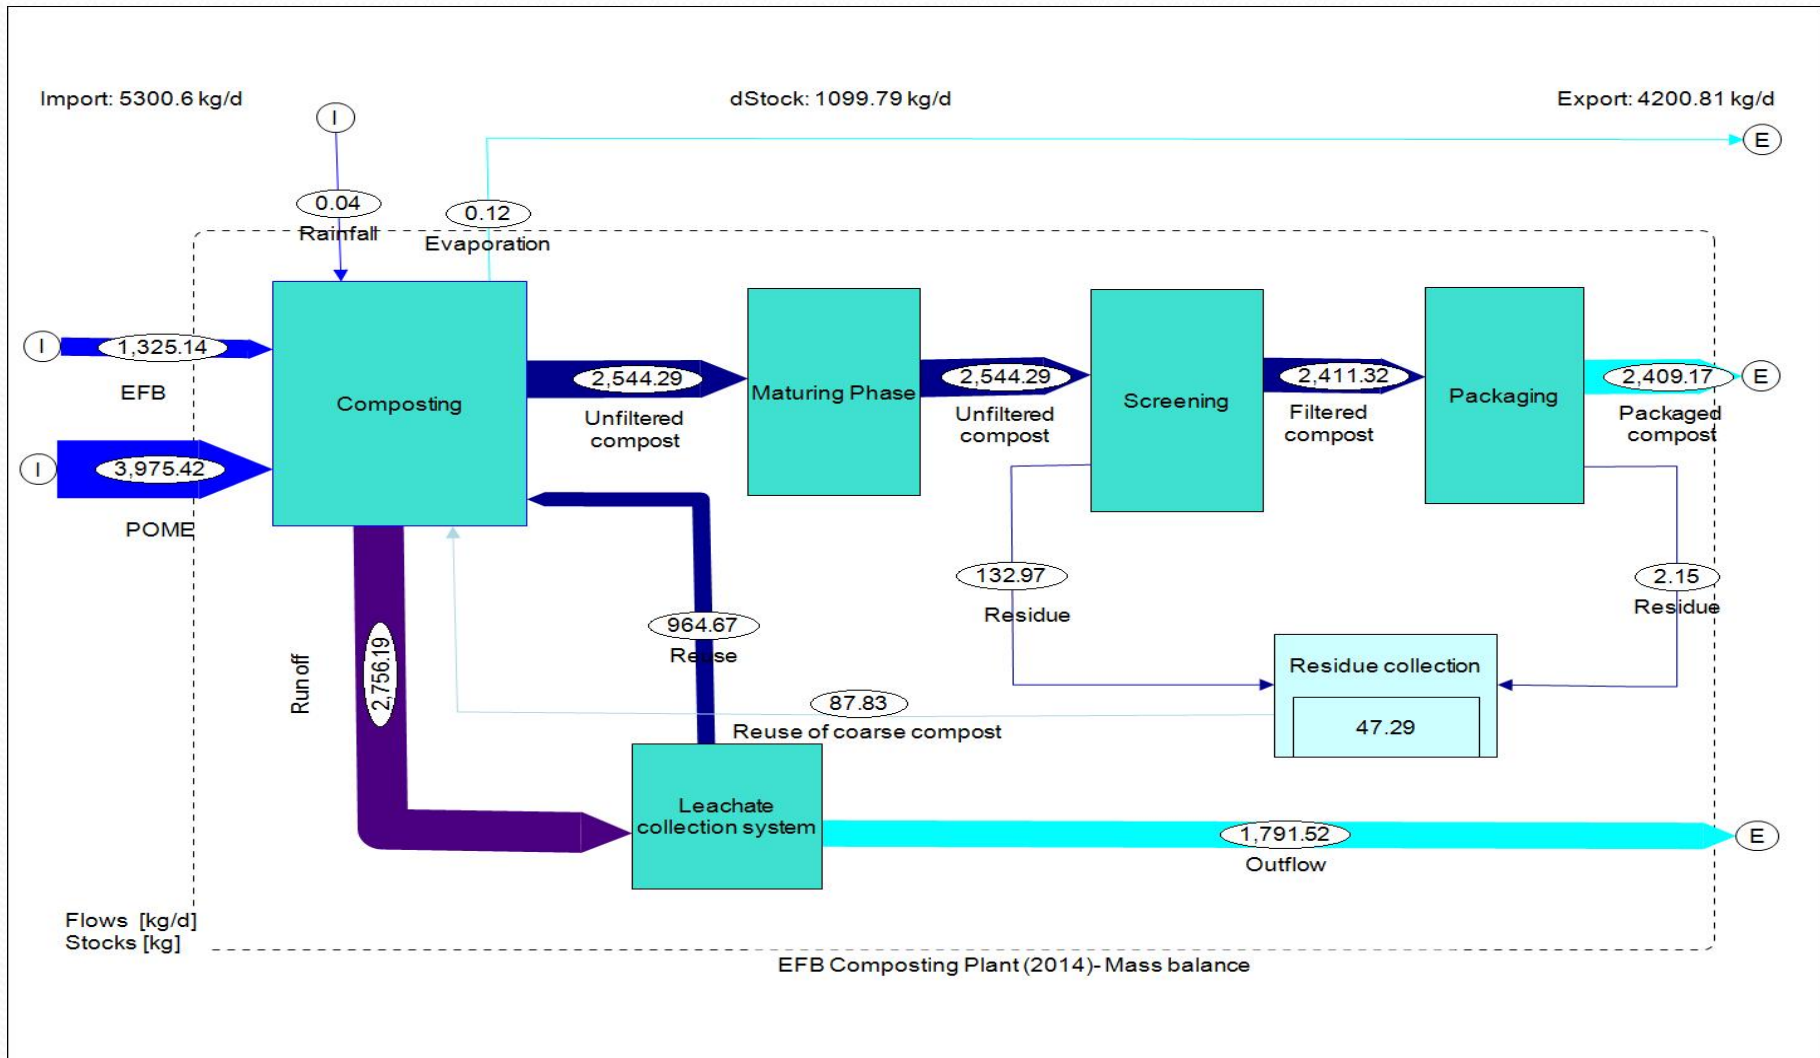 Import: 5300.6 kg/d
dStock: 1099.79 kg/d
Export: 4200.81 kg/d
I
E
0.04
Rainfall
0.12
Evaporation
I
1,325.14
EFB
Composting
2,544.29
Unfiltered
compost
Maturing Phase
2,544.29
Unfiltered
compost
Screening
2,411.32
Filtered
compost
Packaging
2,409.17
Packaged
compost
E
I
3,975.42
POME
132.97
Residue
2.15
Residue
964.67
Reuse
Run off
2,756.19
Residue collection
47.29
87.83
Reuse of coarse compost
Leachate
collection system
1,791.52
Outflow
E
Flows [kg/d]
Stocks [kg]
EFB Composting Plant (2014)- Mass balance